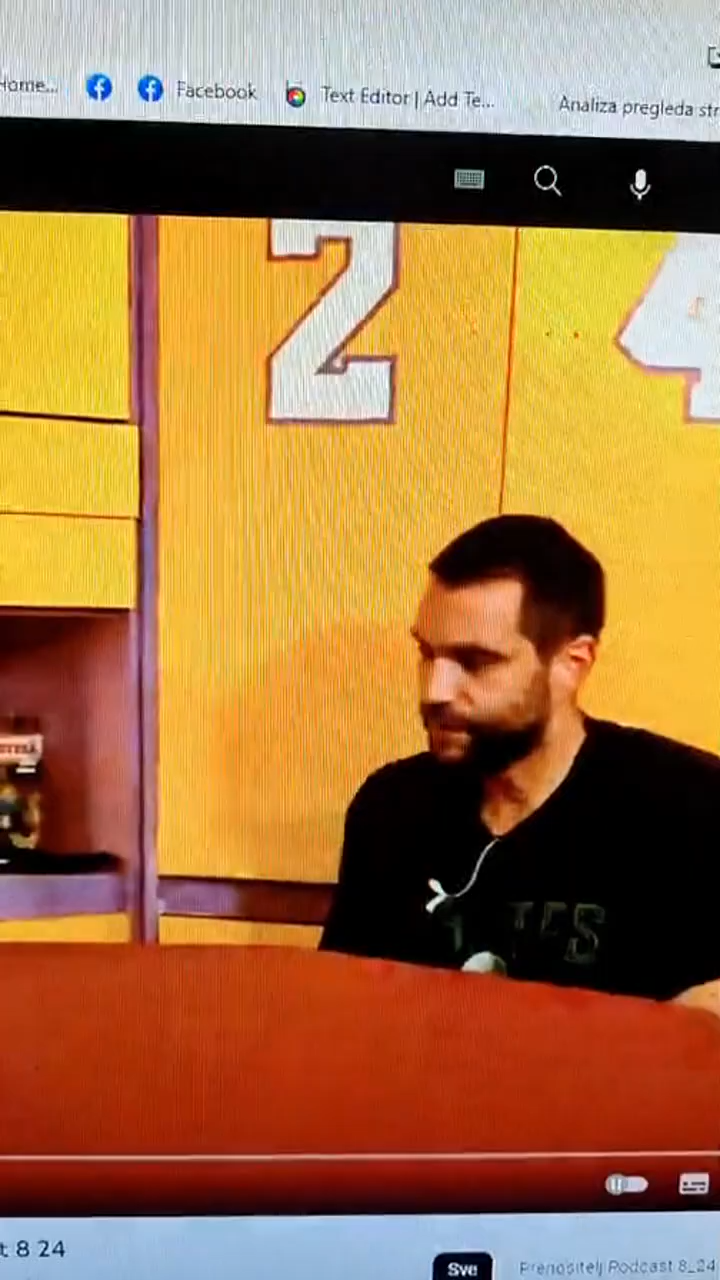 Home...
Facebook
Text Editor | Add Te...
Analiza pregleda str
2
4
t 8 24
Sve
Prenositelj Podcast 8_24